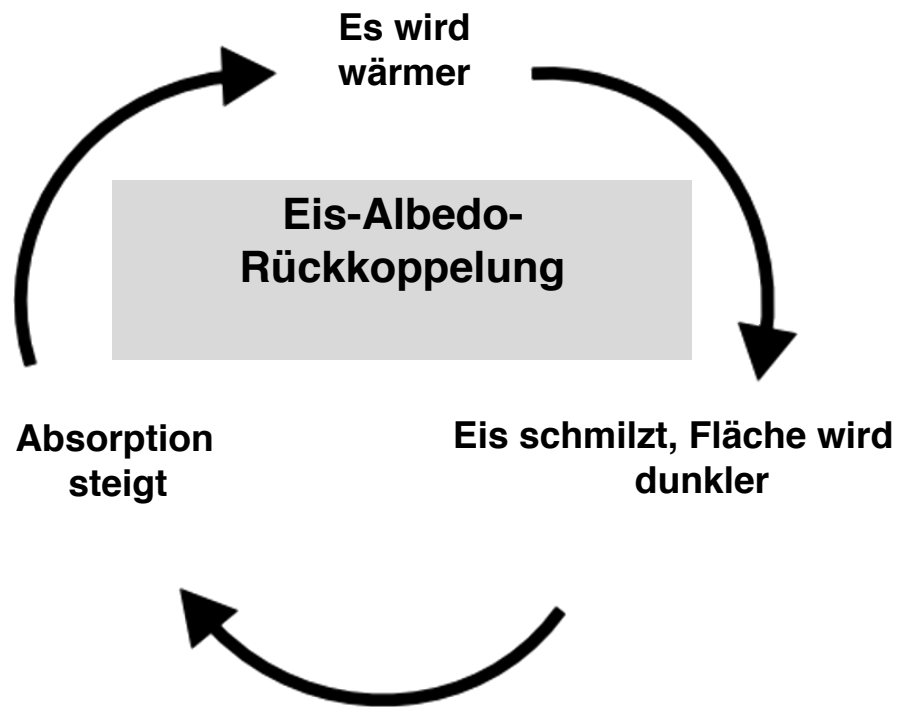 Es wird
wärmer
Eis-Albedo-
Rückkoppelung
Absorption
steigt
Eis schmilzt, Fläche wird
dunkler